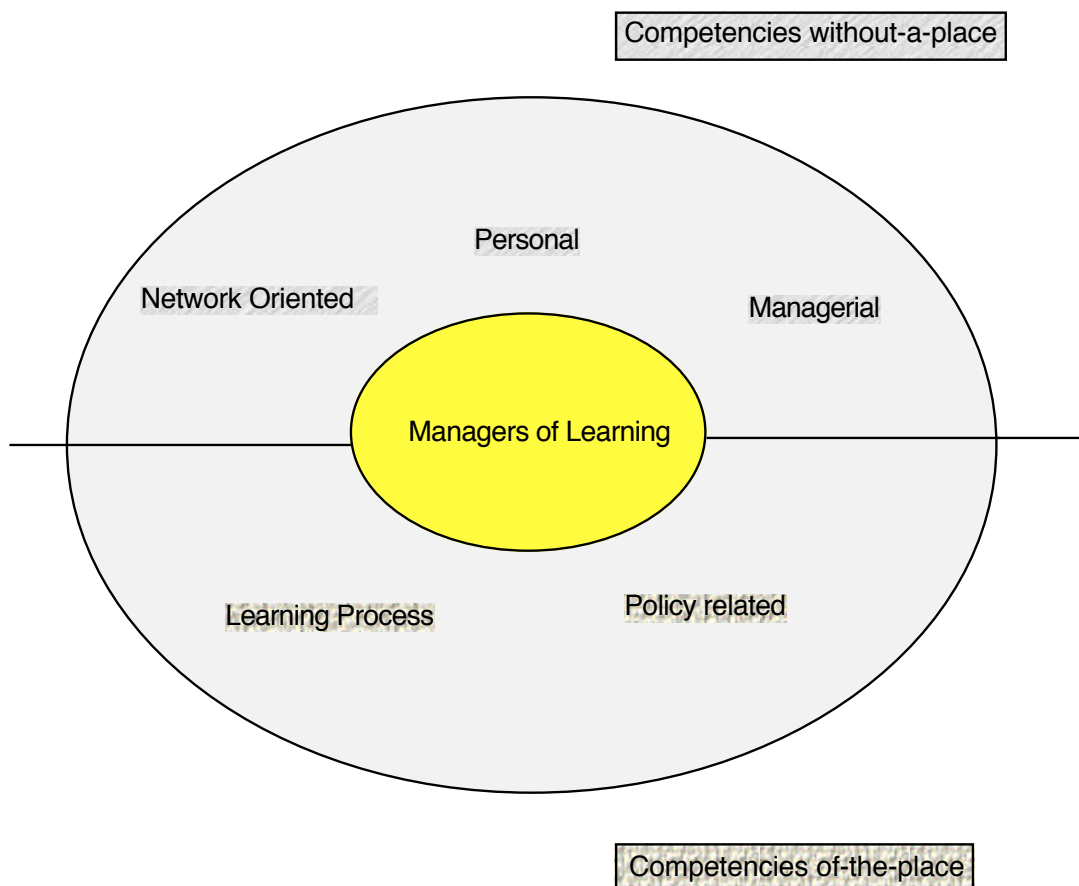 Competencies without-a-place
Personal
Network Oriented
Managerial
Managers of Learning
Learning Process
Policy related
Competencies of-the-place